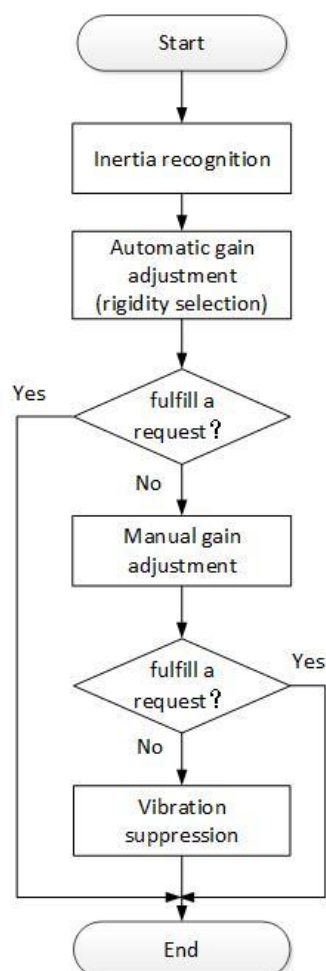 Start
Inertia recognition
Automatic gain
adjustment
(rigidity selection)
Yes
fulfill a
request?
No
Manual gain
adjustment
fulfill a
request?
Yes
No
Vibration
suppression
End